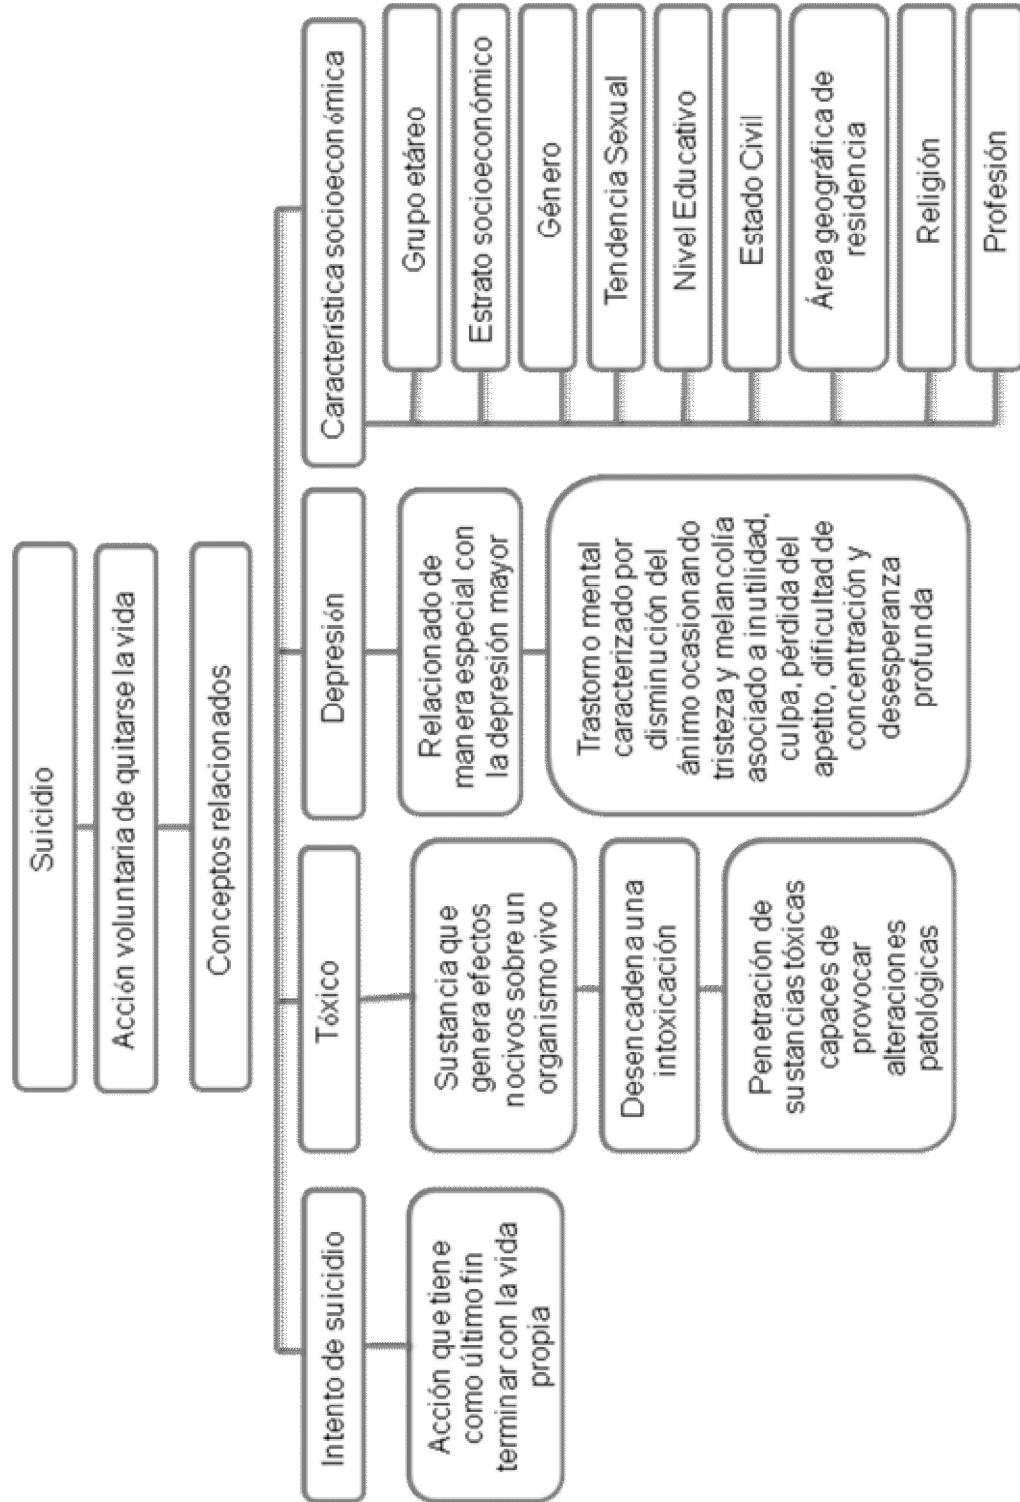 Suicidio
Acción voluntaria de quitarse la vida
Conceptos relacionados
Intento de suicidio
Acción que tiene
como último fin
terminar con la vida
propia
Tóxico
Sustancia que
genera efectos
nocivos sobre un
organismo vivo
Desencadena una
intoxicación
Penetración de
sustancias tóxicas
capaces de
provocar
alteraciones
patológicas
Depresión
Relacionado de
manera especial con
la depresión mayor
Trastorno mental
caracterizado por
disminución del
ánimo ocasionando
tristeza y melancolía
asociado a inutilidad,
culpa, pérdida del
apetito, dificultad de
concentración y
desesperanza
profunda
Característica socioeconómica
Grupo etáreo
Estrato socioeconómico
Género
Tendencia Sexual
Nivel Educativo
Estado Civil
Área geográfica de
residencia
Religión
Profesión